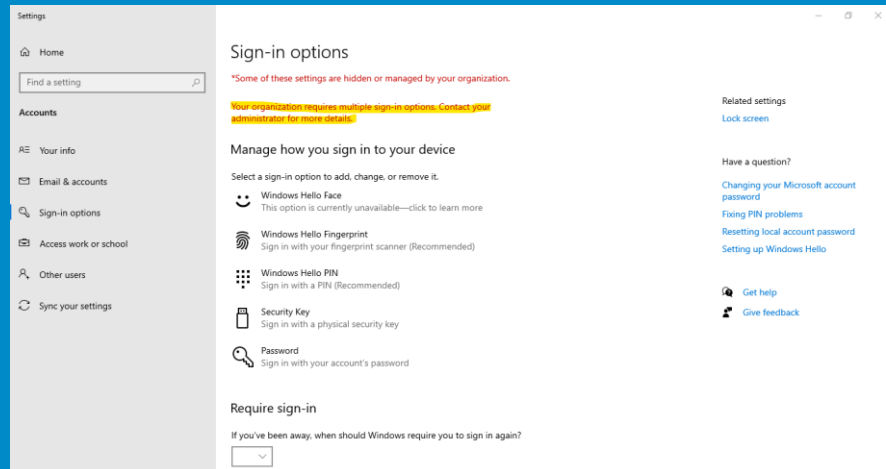 Settings
Home
Find a setting
Accounts
Your info
Email & accounts
Sign-in options
Access work or school
Other users
Sync your settings
Sign-in options
*Some of these settings are hidden or managed by your organization.
Your organization requires multiple sign-in options. Contact your
administrator for more details.
Manage how you sign in to your device
Select a sign-in option to add, change, or remove it.
Windows Hello Face
This option is currently unavailable—click to learn more
Windows Hello Fingerprint
Sign in with your fingerprint scanner (Recommended)
Windows Hello PIN
Sign in with a PIN (Recommended)
Security Key
Sign in with a physical security key
Password
Sign in with your account's password
Require sign-in
If you've been away, when should Windows require you to sign in again?
Related settings
Lock screen
Have a question?
Changing your Microsoft account
password
Fixing PIN problems
Resetting local account password
Setting up Windows Hello
Get help
Give feedback